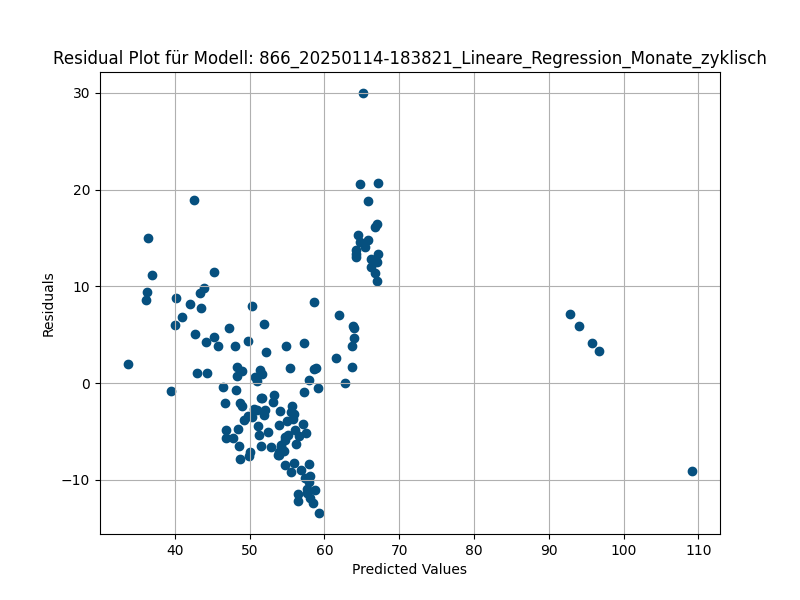 Residual Plot für Modell: 866_20250114-183821_Lineare_Regression_Monate_zyklisch
30
20
10
0
−10
Residuals
40 50 60 70 80 90 100 110
Predicted Values